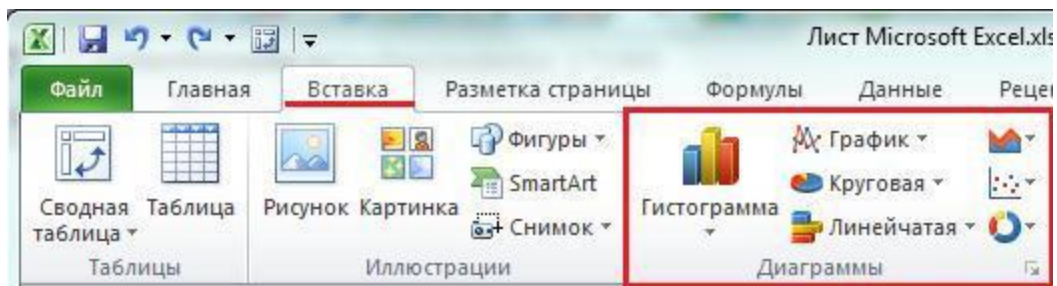 Лист Microsoft Excel.xls
Файл Главная Вставка Разметка страницы Формулы Данные Рецен
Сводная таблица
Таблица
Таблицы
Рисунок
Картинка
Фигуры
SmartArt
Снимок
Иллюстрации
Гистограмма
График
Круговая
Линейчатая
Диаграммы